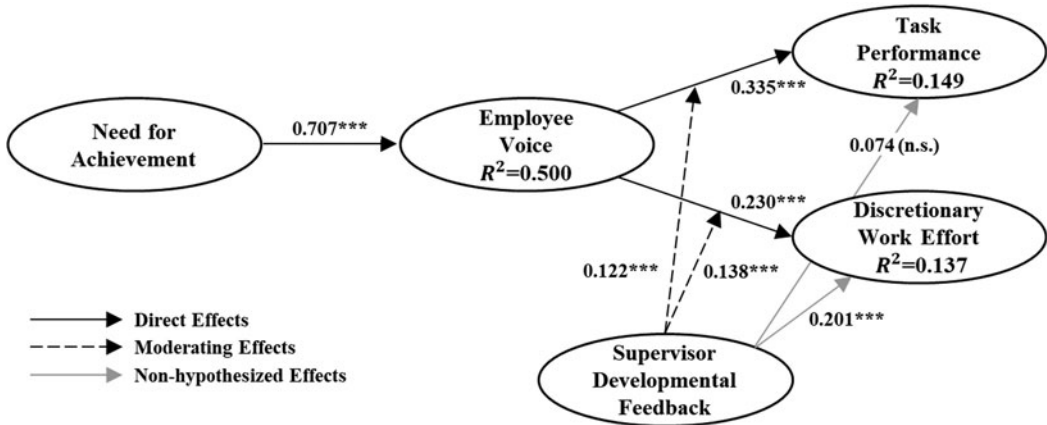 Need for
Achievement
0.707***
Employee
Voice
R²=0.500
0.335***
Task
Performance
R²=0.149
0.074 (n.s.)
0.230***
Discretionary
Work Effort
R²=0.137
0.122***
0.138***
0.201***
Supervisor
Developmental
Feedback
Direct Effects
Moderating Effects
Non-hypothesized Effects